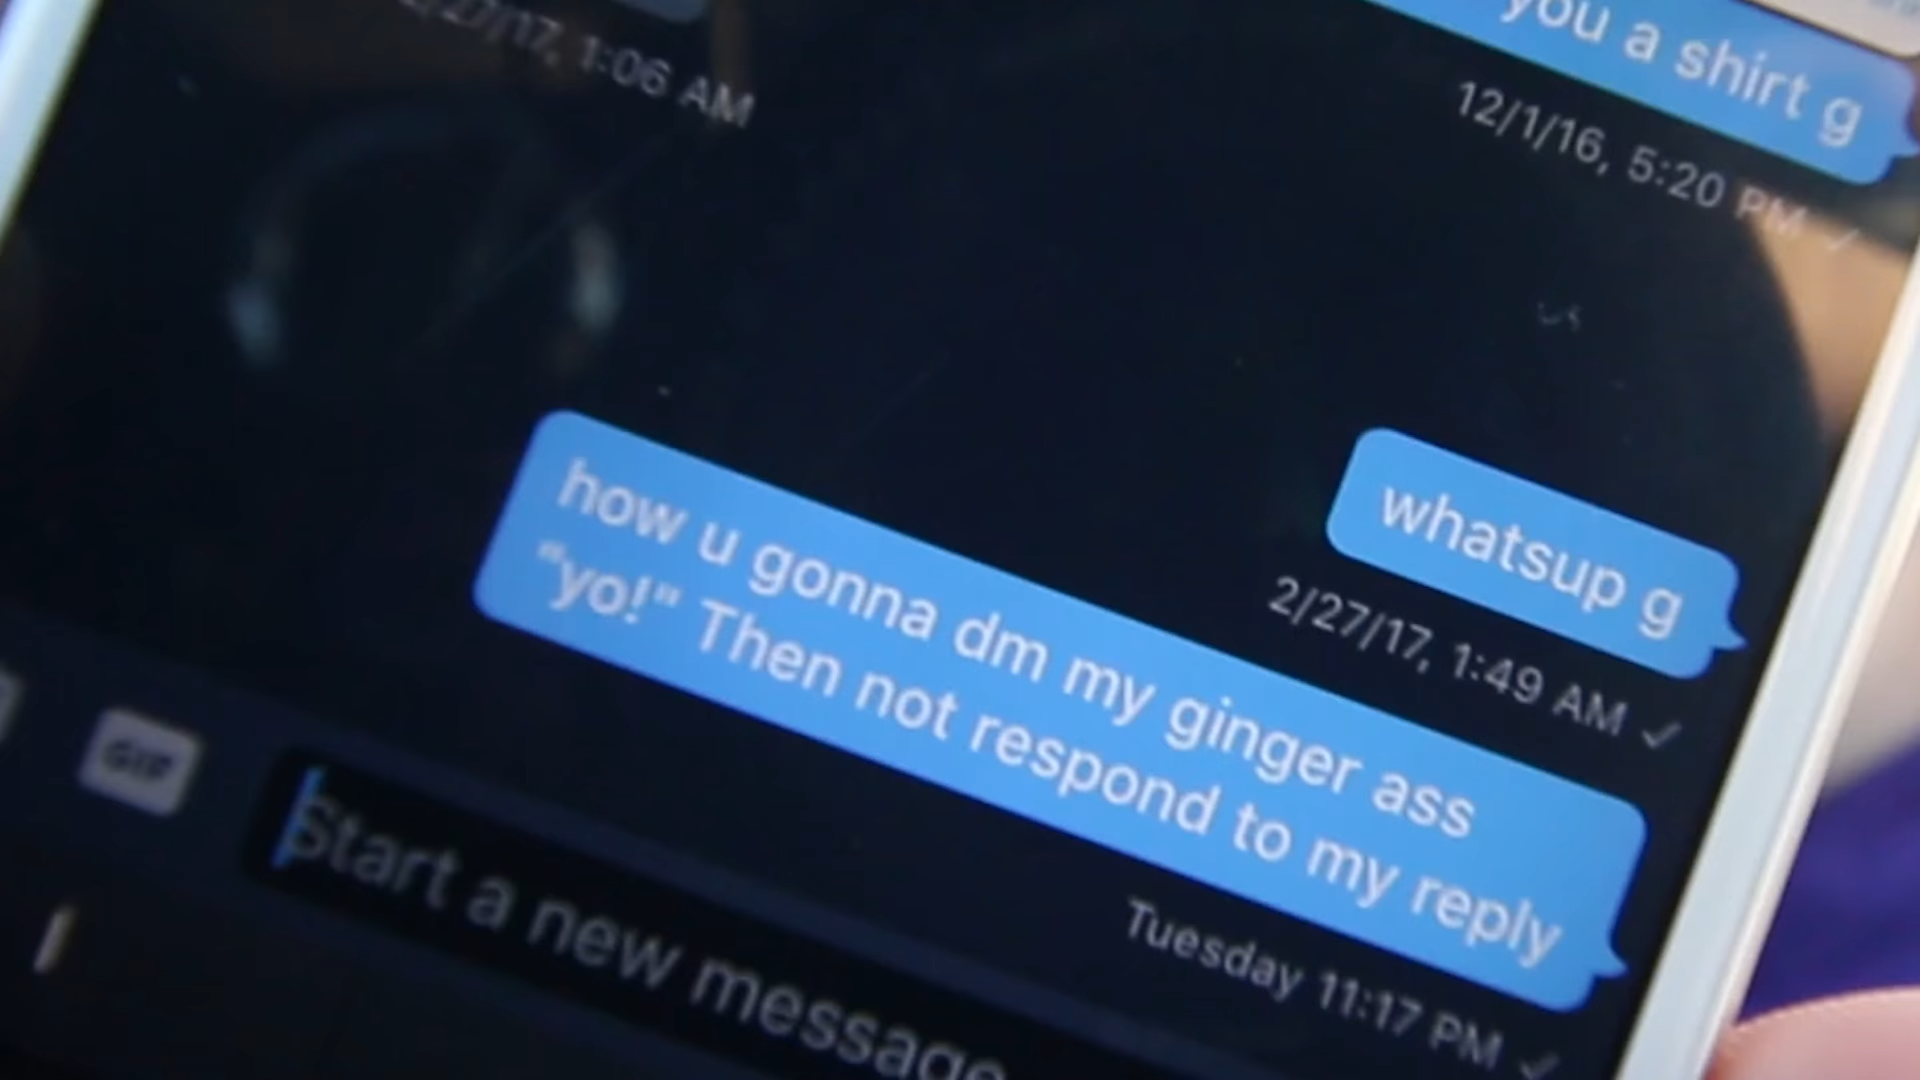 you a shirt g
12/1/16, 5:20 PM
2/27/17, 1:06 AM
whatsup g
2/27/17, 1:49 AM
how u gonna dm my ginger ass
"yo!" Then not respond to my reply
Tuesday 11:17 PM
GIF
Start a new message